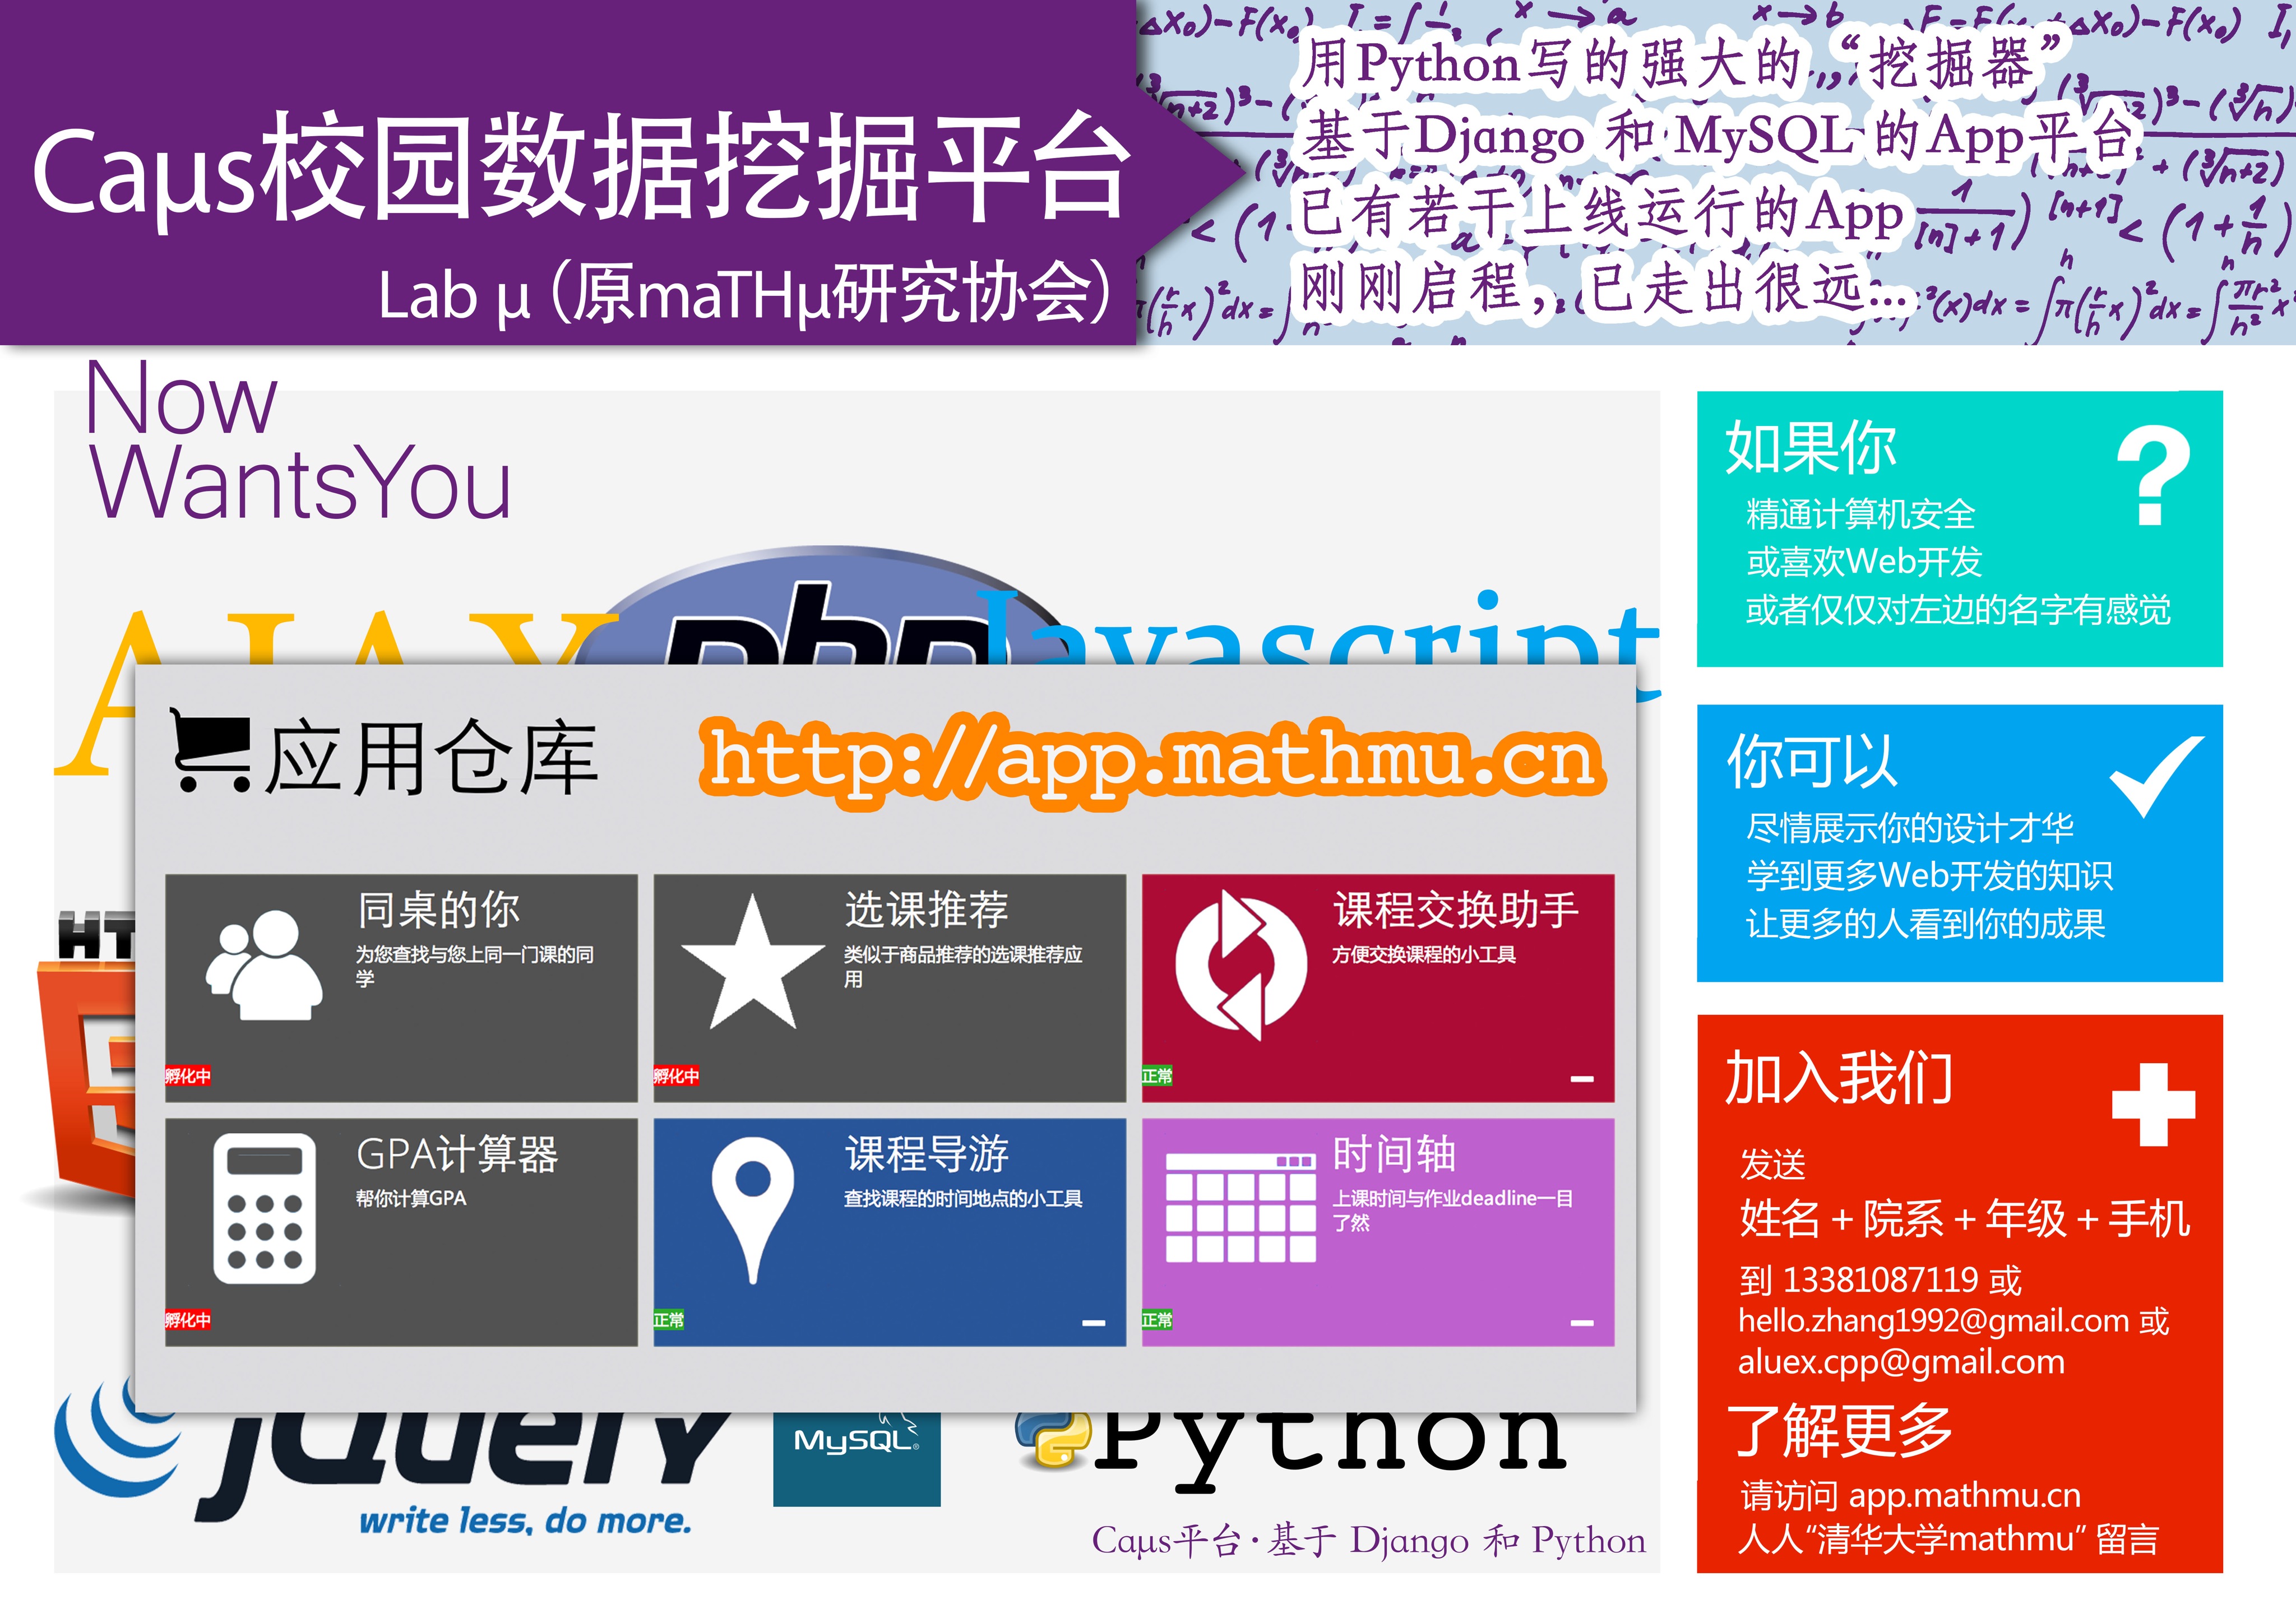 Caμs校园数据挖掘平台
Lab μ（原maTHμ研究协会）
用Python写的强大的“挖掘器”
基于Django 和 MySQL 的App平台
已有若干上线运行的App
刚刚启程，已走出很远...
Now
WantsYou
AJAX
php
Javascript
应用仓库
http://app.mathmu.cn
同桌的你
为您查找与您上同一门课的同
学
孵化中
选课推荐
类似于商品推荐的选课推荐应
用
孵化中
课程交换助手
方便交换课程的小工具
正常
GPA计算器
帮你计算GPA
孵化中
课程导游
查找课程的时间地点的小工具
正常
时间轴
上课时间与作业deadline一目
了然
正常
jQuery
write less, do more.
MySQL
Python
Caμs平台·基于 Django 和 Python
如果你
?
精通计算机安全
或喜欢Web开发
或者仅仅对左边的名字有感觉
你可以
尽情展示你的设计才华
学到更多Web开发的知识
让更多的人看到你的成果
加入我们
发送
姓名 + 院系 + 年级 + 手机
到 13381087119 或
hello.zhang1992@gmail.com 或
aluex.cpp@gmail.com
了解更多
请访问 app.mathmu.cn
人人“清华大学mathmu” 留言